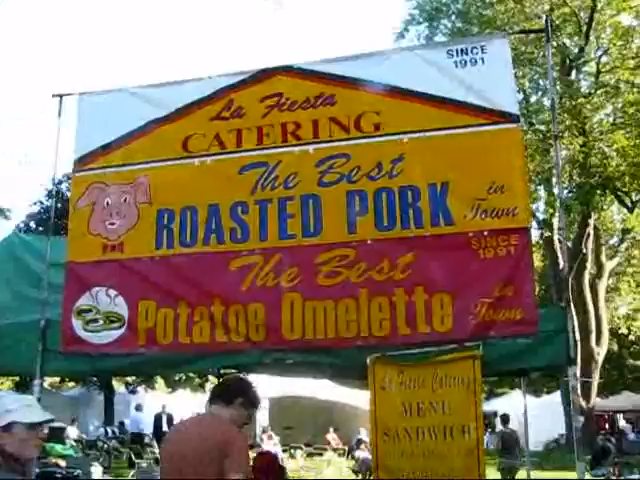 SINCE
1991
La Fiesta
CATERING
The Best
ROASTED PORK
in
Town
The Best
SINCE
1991
Potatoe Omelette
in
Town
La Fiesta Catering
MENU
SANDWICH